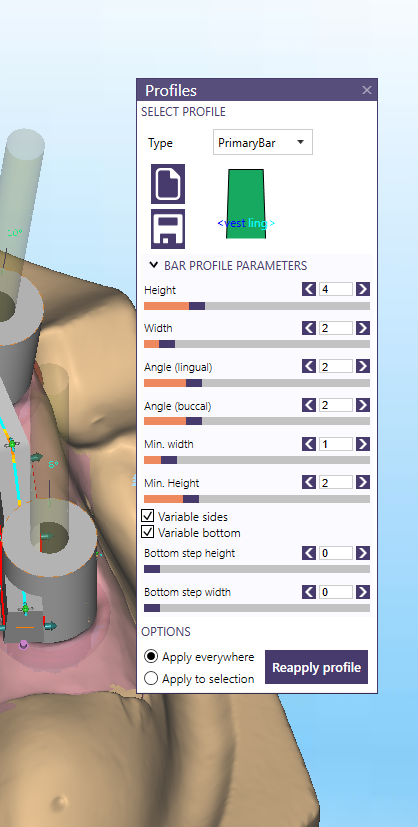 Profiles
SELECT PROFILE
Type PrimaryBar
<vest ling>
BAR PROFILE PARAMETERS
Height 4
Width 2
Angle (lingual) 2
Angle (buccal) 2
Min. width 1
Min. Height 2
Variable sides
Variable bottom
Bottom step height 0
Bottom step width 0
OPTIONS
Apply everywhere
Apply to selection
Reapply profile
10°